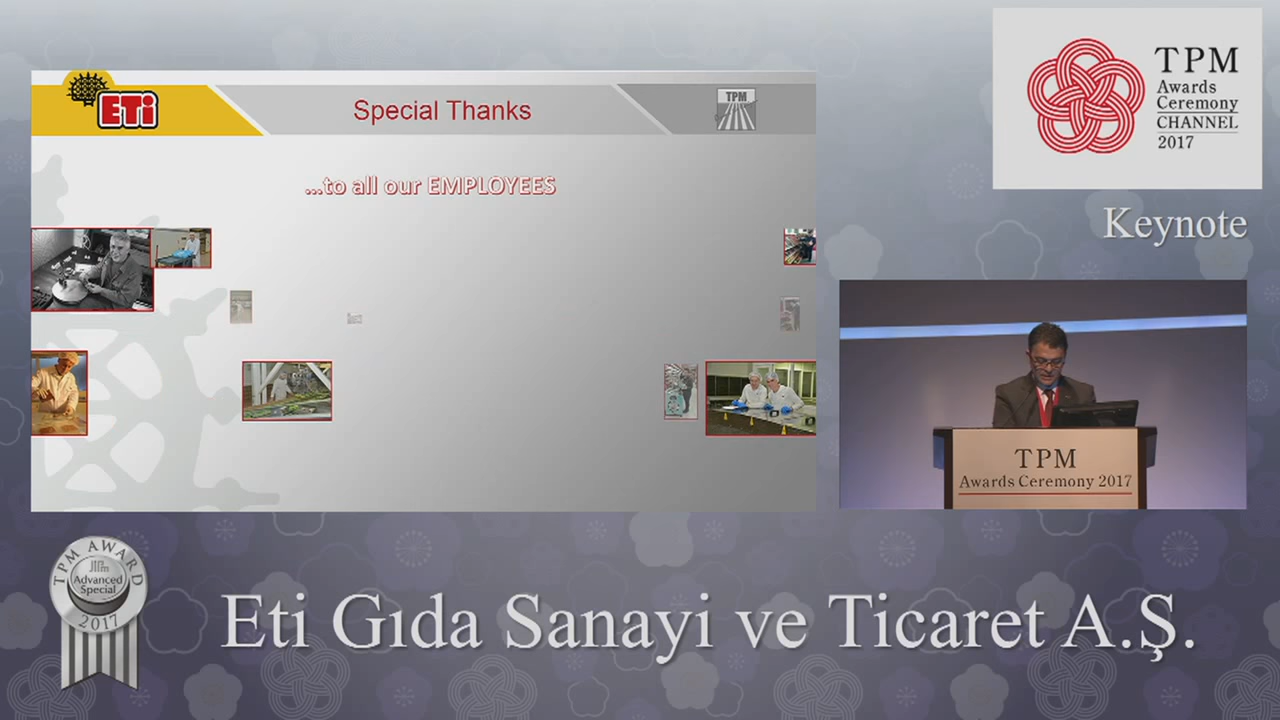 ETi
Special Thanks
TPM
...to all our EMPLOYEES
TPM
Awards
Ceremony
CHANNEL
2017
Keynote
TPM
Awards Ceremony 2017
TPM AWARD
JIPM
Advanced
Special
2017
Eti Gıda Sanayi ve Ticaret A.Ş.